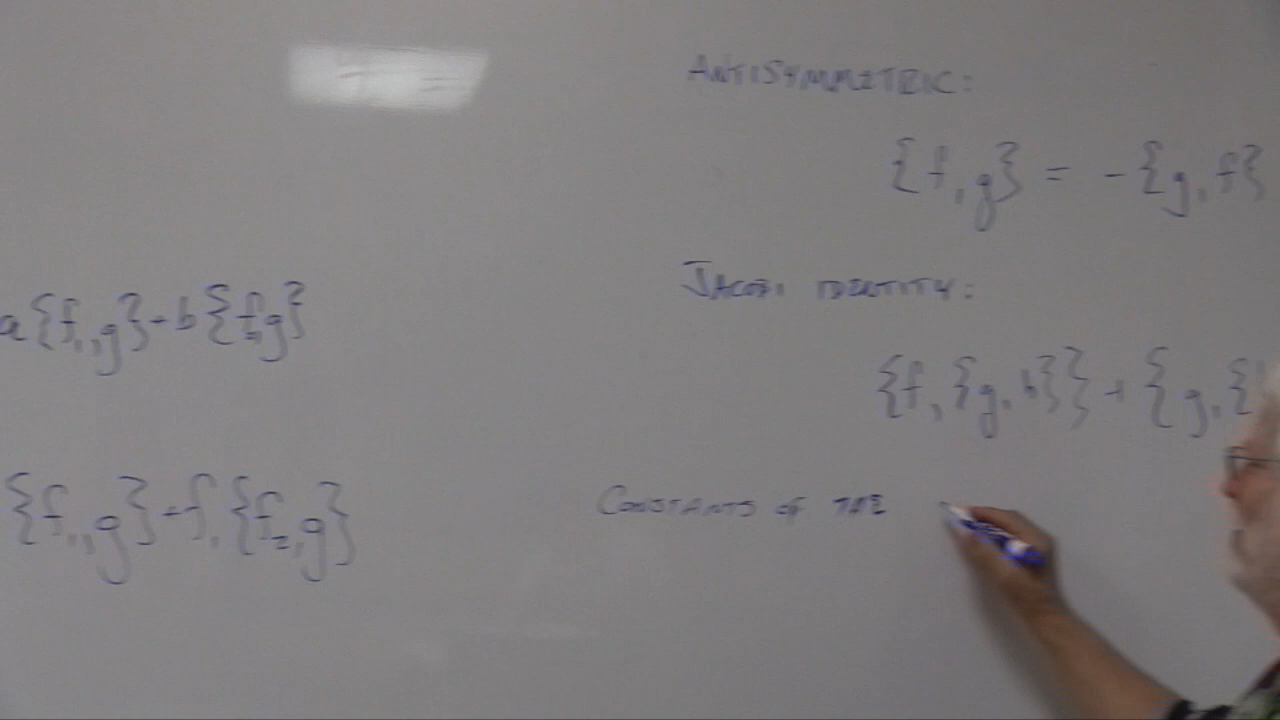 ANTISYMMETRIC:
{f,g} = -{g,f}
a{f₁,g}+b{f₂,g}
JACOBI IDENTITY:
{f,{g,h}} + {g,{
{f₁,g}+f₁{f₂,g}
CONSTANTS OF THE